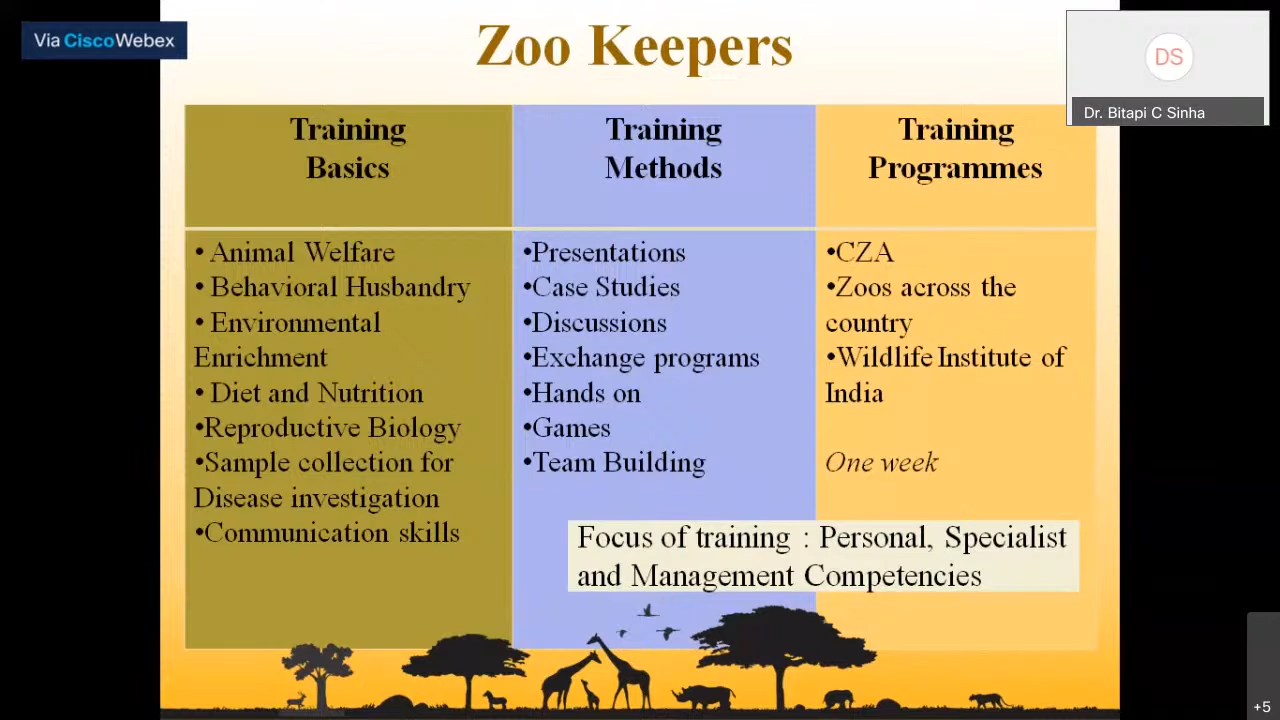 Via CiscoWebex
Zoo Keepers
DS
Dr. Bitapi C Sinha
Training
Basics
• Animal Welfare
• Behavioral Husbandry
• Environmental
Enrichment
• Diet and Nutrition
•Reproductive Biology
•Sample collection for
Disease investigation
•Communication skills
Training
Methods
•Presentations
•Case Studies
•Discussions
•Exchange programs
•Hands on
•Games
•Team Building
Training
Programmes
•CZA
•Zoos across the
country
•Wildlife Institute of
India
One week
Focus of training : Personal, Specialist
and Management Competencies
+5